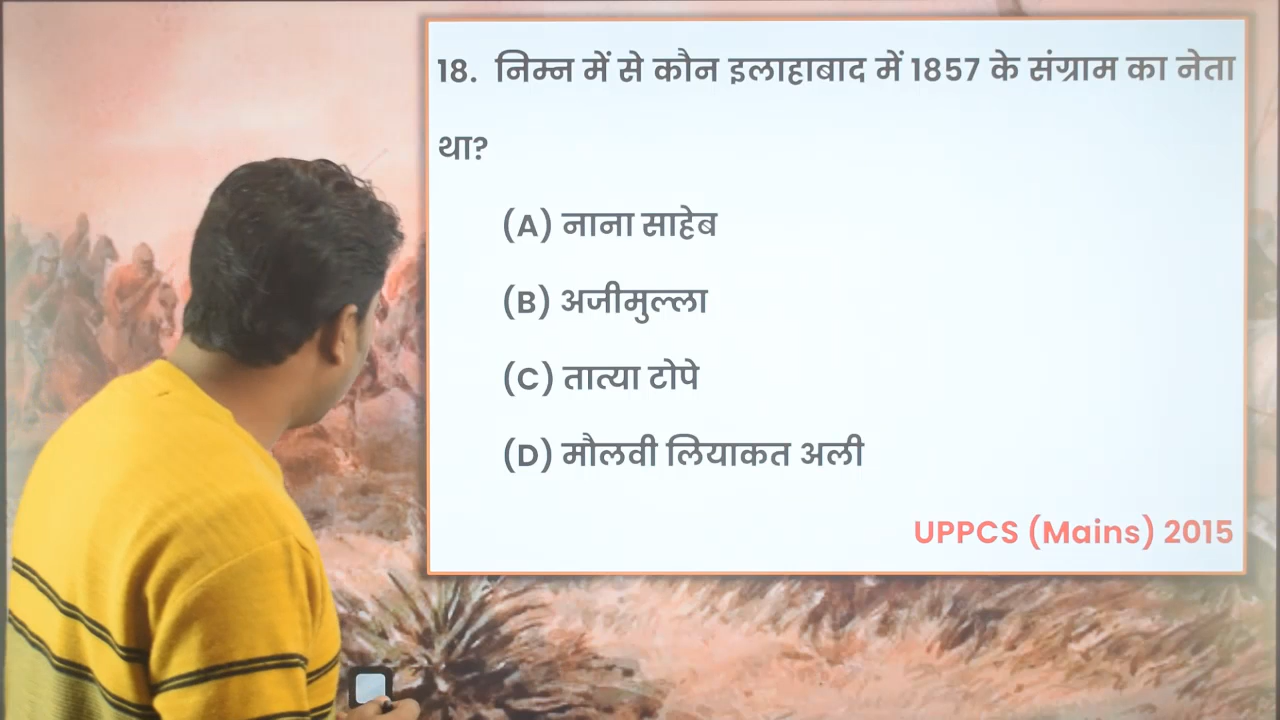 18. निम्न में से कौन इलाहाबाद में 1857 के संग्राम का नेता
था?
(A) नाना साहेब
(B) अजीमुल्ला
(C) तात्या टोपे
(D) मौलवी लियाकत अली
UPPCS (Mains) 2015